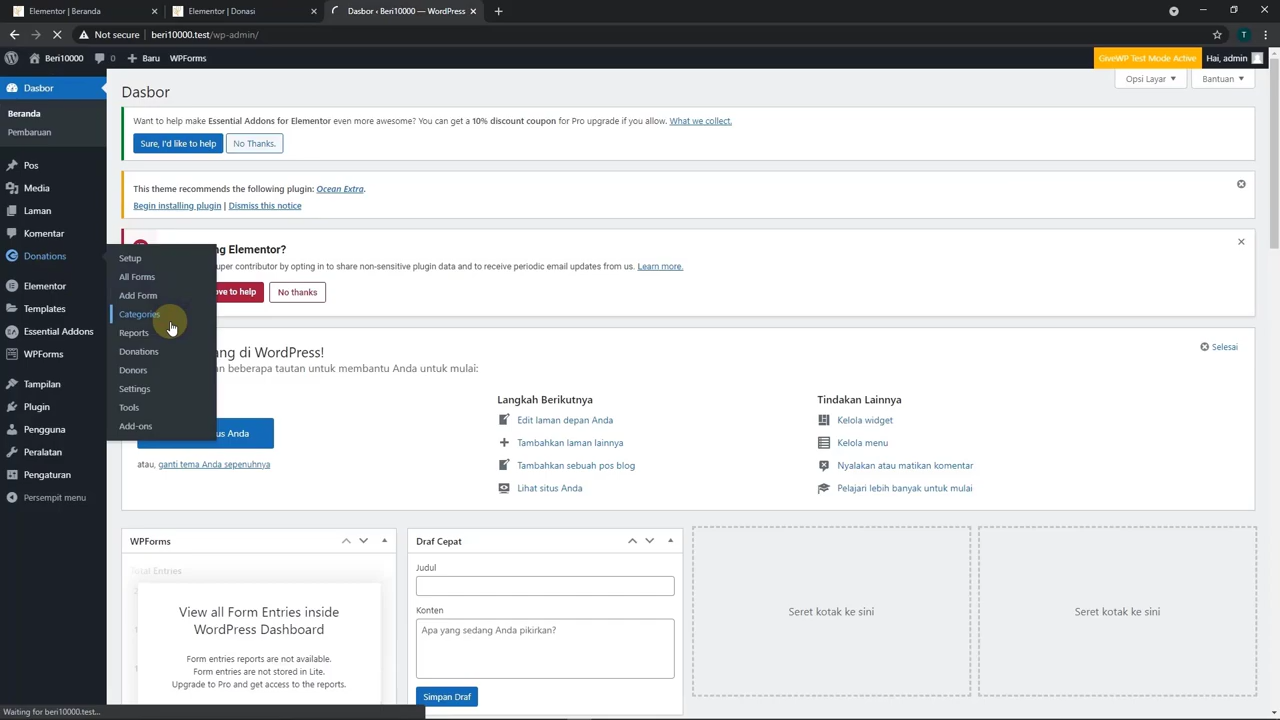 Elementor | Beranda
Elementor | Donasi
Dasbor ‹ Beri10000 — WordPress
Not secure
beri10000.test/wp-admin/
T
Beri10000
0
Baru
WPForms
GiveWP Test Mode Active
Hai, admin
Dasbor
Beranda
Pembaruan
Pos
Media
Laman
Komentar
Donations
Elementor
Templates
Essential Addons
WPForms
Tampilan
Plugin
Pengguna
Peralatan
Pengaturan
Persempit menu
Setup
All Forms
Add Form
Categories
Reports
Donations
Donors
Settings
Tools
Add-ons
Opsi Layar
Bantuan
Dasbor
Want to help make Essential Addons for Elementor even more awesome? You can get a 10% discount coupon for Pro upgrade if you allow. What we collect.
Sure, I'd like to help
No Thanks.
This theme recommends the following plugin: Ocean Extra.
Begin installing plugin | Dismiss this notice
ng Elementor?
uper contributor by opting in to share non-sensitive plugin data and to receive periodic email updates from us. Learn more.
ve to help
No thanks
ng di WordPress!
n beberapa tautan untuk membantu Anda untuk mulai:
Selesai
us Anda
atau, ganti tema Anda sepenuhnya
Langkah Berikutnya
Edit laman depan Anda
Tambahkan laman lainnya
Tambahkan sebuah pos blog
Lihat situs Anda
Tindakan Lainnya
Kelola widget
Kelola menu
Nyalakan atau matikan komentar
Pelajari lebih banyak untuk mulai
WPForms
Total Entries
View all Form Entries inside
WordPress Dashboard
Form entries reports are not available.
Form entries are not stored in Lite.
Upgrade to Pro and get access to the reports.
Draf Cepat
Judul
Konten
Apa yang sedang Anda pikirkan?
Simpan Draf
Seret kotak ke sini
Seret kotak ke sini
Waiting for beri10000.test...